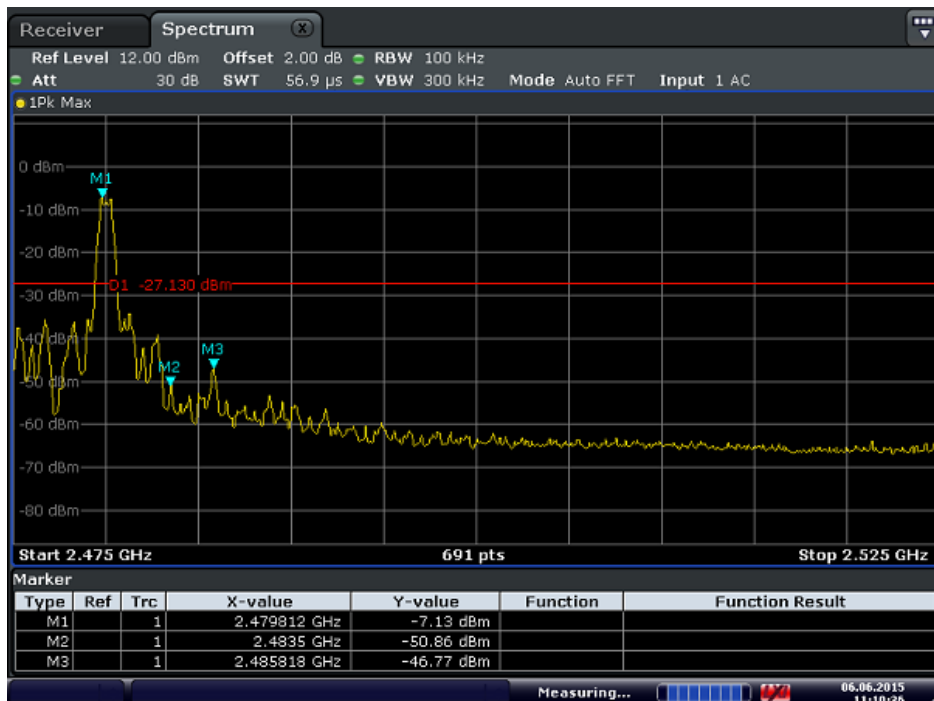 Receiver Spectrum X
Ref Level 12.00 dBm Offset 2.00 dB RBW 100 kHz
Att 30 dB SWT 56.9 µs VBW 300 kHz Mode Auto FFT Input 1 AC
1Pk Max
0 dBm
M1
-10 dBm
-20 dBm
D1 -27.130 dBm
-30 dBm
-40 dBm
M3
M2
-50 dBm
-60 dBm
-70 dBm
-80 dBm
Start 2.475 GHz 691 pts Stop 2.525 GHz
Marker
Type Ref Trc X-value Y-value Function Function Result
M1 1 2.479812 GHz -7.13 dBm
M2 1 2.4835 GHz -50.86 dBm
M3 1 2.485818 GHz -46.77 dBm
Measuring... 06.06.2015
11:10:26